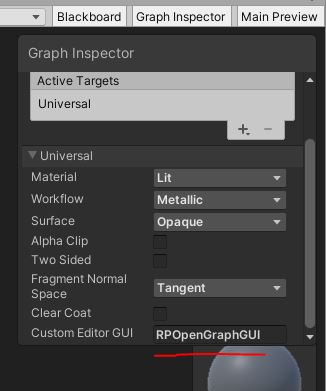 Blackboard Graph Inspector Main Preview
Graph Inspector
Active Targets
Universal
+ -
Universal
Material Lit
Workflow Metallic
Surface Opaque
Alpha Clip
Two Sided
Fragment Normal
Space Tangent
Clear Coat
Custom Editor GUI RPOpenGraphGUI